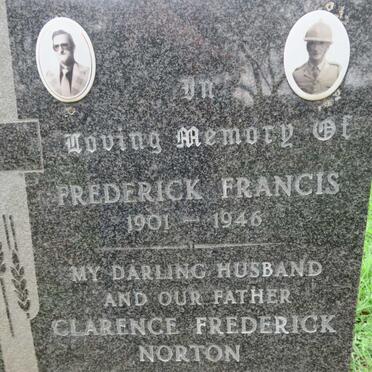 In
Loving Memory Of
FREDERICK FRANCIS
1901 — 1946
MY DARLING HUSBAND
AND OUR FATHER
CLARENCE FREDERICK
NORTON